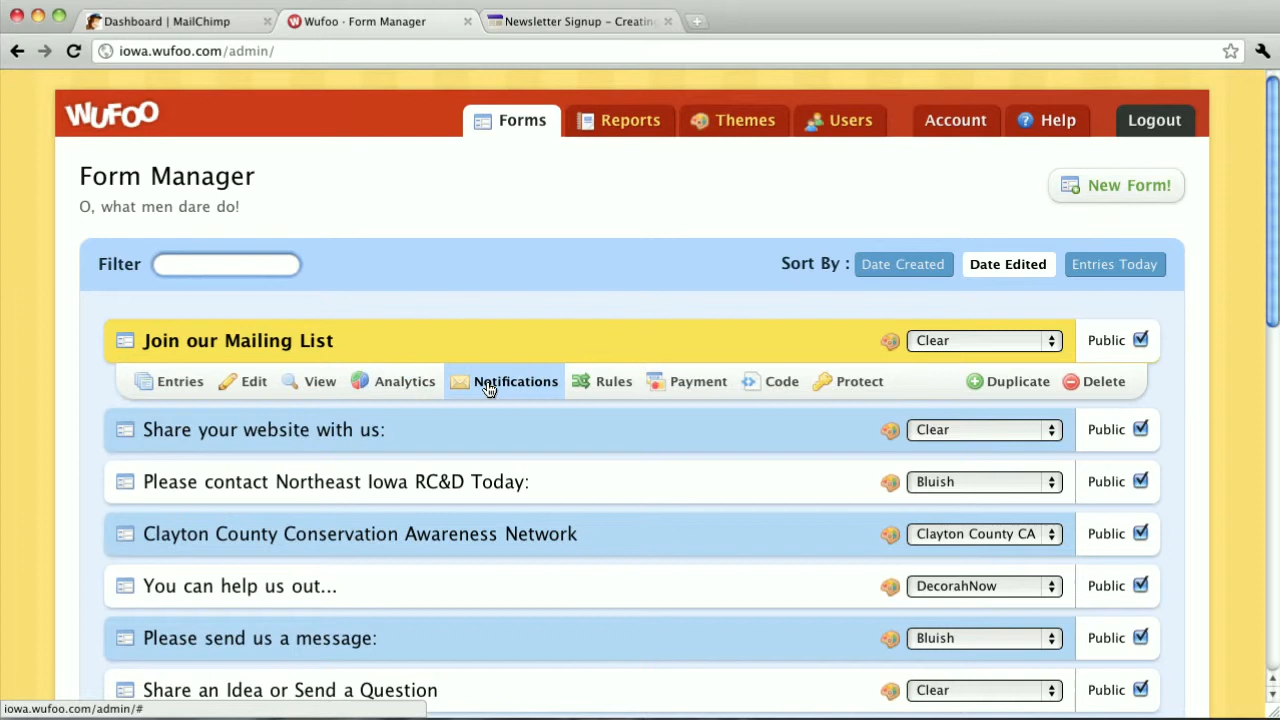 Dashboard | MailChimp
Wufoo · Form Manager
Newsletter Signup – Creating
iowa.wufoo.com/admin/
WUFOO
Forms
Reports
Themes
Users
Account
Help
Logout
Form Manager
O, what men dare do!
New Form!
Filter
Sort By :
Date Created
Date Edited
Entries Today
Join our Mailing List
Clear
Public
Entries
Edit
View
Analytics
Notifications
Rules
Payment
Code
Protect
Duplicate
Delete
Share your website with us:
Clear
Public
Please contact Northeast Iowa RC&D Today:
Bluish
Public
Clayton County Conservation Awareness Network
Clayton County CA
Public
You can help us out...
DecorahNow
Public
Please send us a message:
Bluish
Public
Share an Idea or Send a Question
Clear
Public
iowa.wufoo.com/admin/#